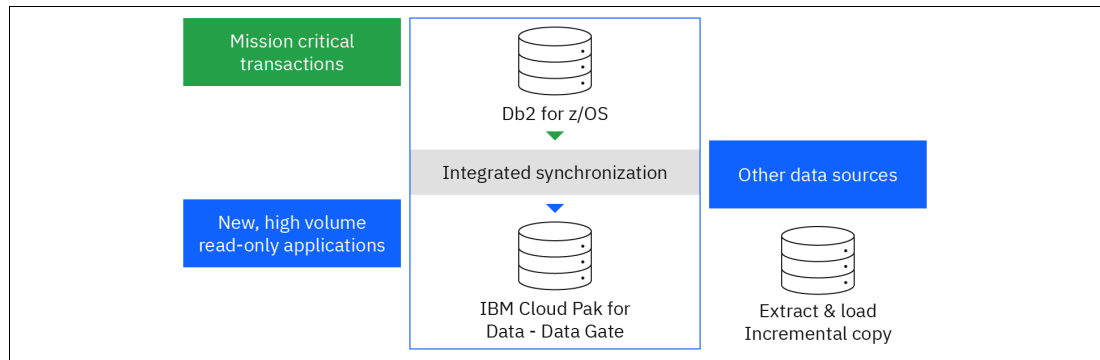 Mission critical
transactions
Db2 for z/OS
Integrated synchronization
Other data sources
New, high volume
read-only applications
IBM Cloud Pak for
Data - Data Gate
Extract & load
Incremental copy